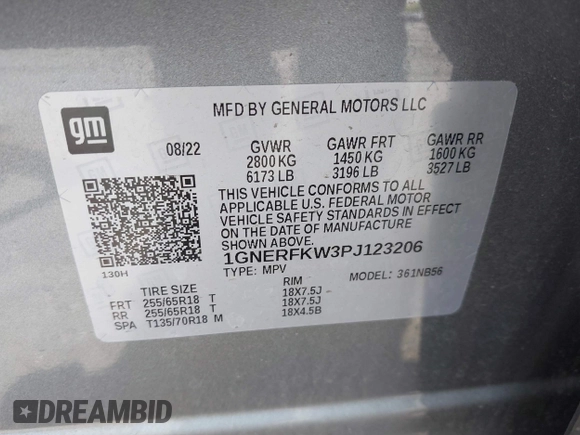 gm
MFD BY GENERAL MOTORS LLC
08/22 GVWR GAWR FRT GAWR RR
2800 KG 1450 KG 1600 KG
6173 LB 3196 LB 3527 LB
THIS VEHICLE CONFORMS TO ALL
APPLICABLE U.S. FEDERAL MOTOR
VEHICLE SAFETY STANDARDS IN EFFECT
ON THE DATE OF MANUFACTURE
SHOWN ABOVE.
1GNERFKW3PJ123206
130H
TYPE: MPV MODEL: 361NB56
TIRE SIZE RIM
FRT 255/65R18 T 18X7.5J
RR 255/65R18 T 18X7.5J
SPA T135/70R18 M 18X4.5B
DREAMBID